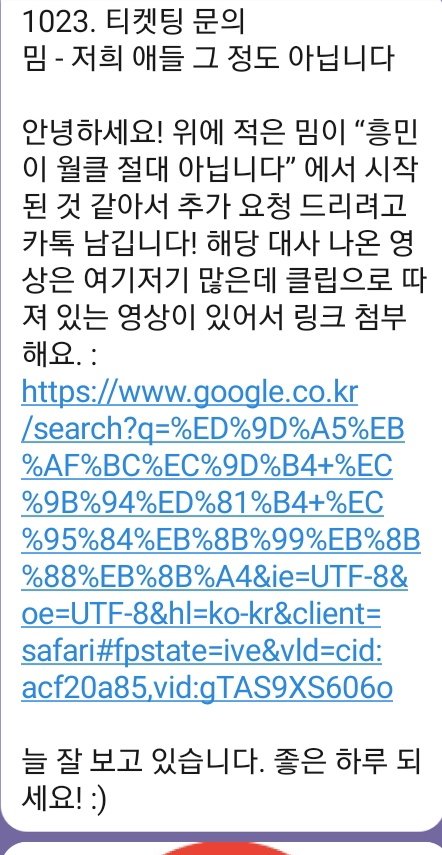 1023. 티켓팅 문의
밈 - 저희 애들 그 정도 아닙니다
안녕하세요! 위에 적은 밈이 “흥민
이 월클 절대 아닙니다” 에서 시작
된 것 같아서 추가 요청 드리려고
카톡 남깁니다! 해당 대사 나온 영
상은 여기저기 많은데 클립으로 따
져 있는 영상이 있어서 링크 첨부
해요. :
https://www.google.co.kr
/search?q=%ED%9D%A5%EB
%AF%BC%EC%9D%B4+%EC
%9B%94%ED%81%B4+%EC
%95%84%EB%8B%99%EB%8B
%88%EB%8B%A4&ie=UTF-8&
oe=UTF-8&hl=ko-kr&client=
safari#fpstate=ive&vld=cid:
acf20a85,vid:gTAS9XS606o
늘 잘 보고 있습니다. 좋은 하루 되
세요! :)